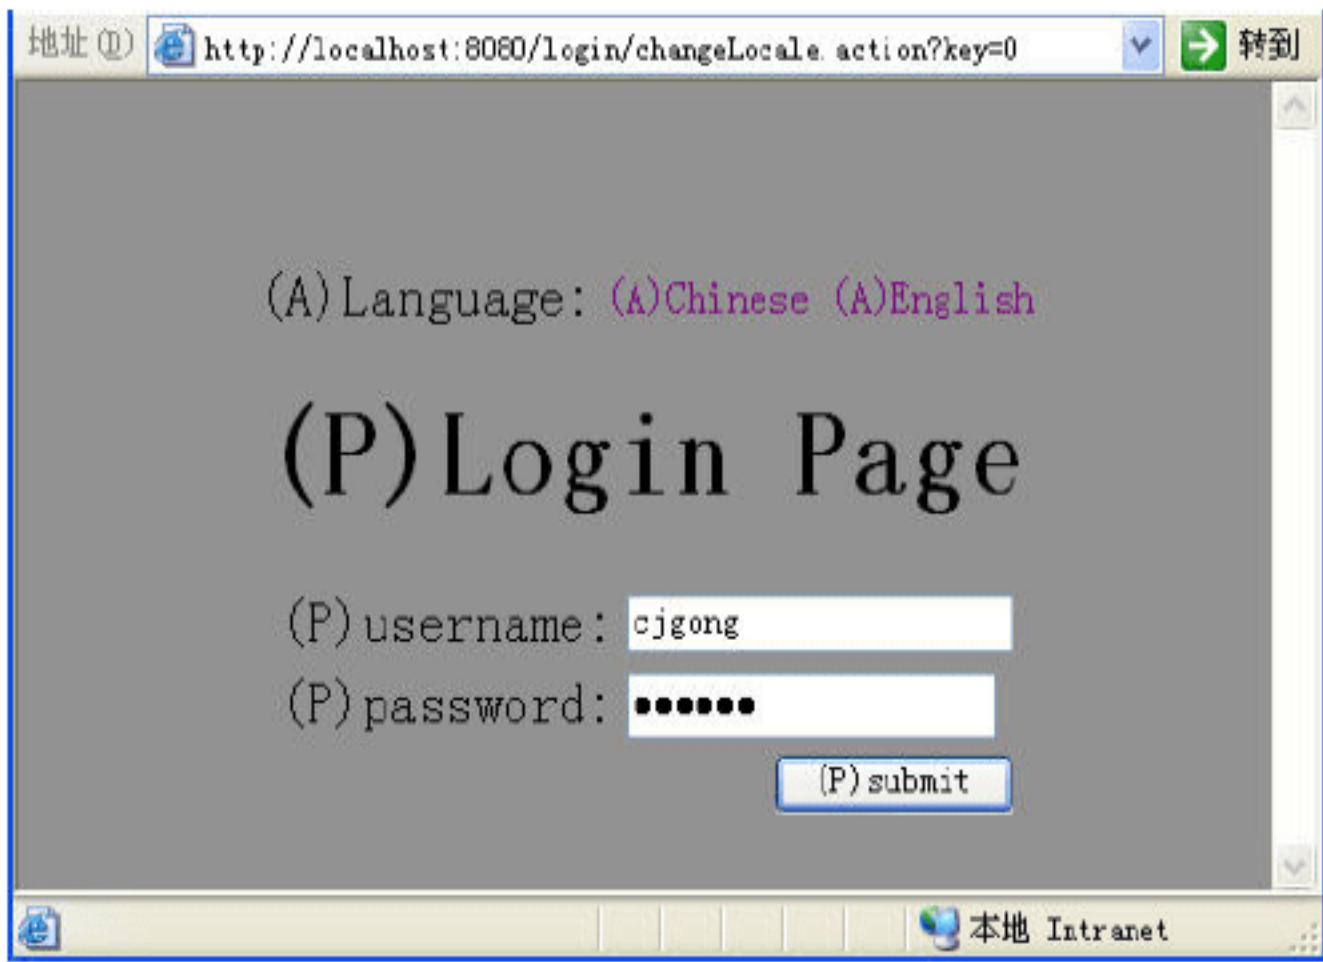 地址(D) http://localhost:8080/login/changeLocale.action?key=0 转到
(A)Language: (A)Chinese (A)English
(P)Login Page
(P)username: cjgong
(P)password: ●●●●●●
(P)submit
本地 Intranet